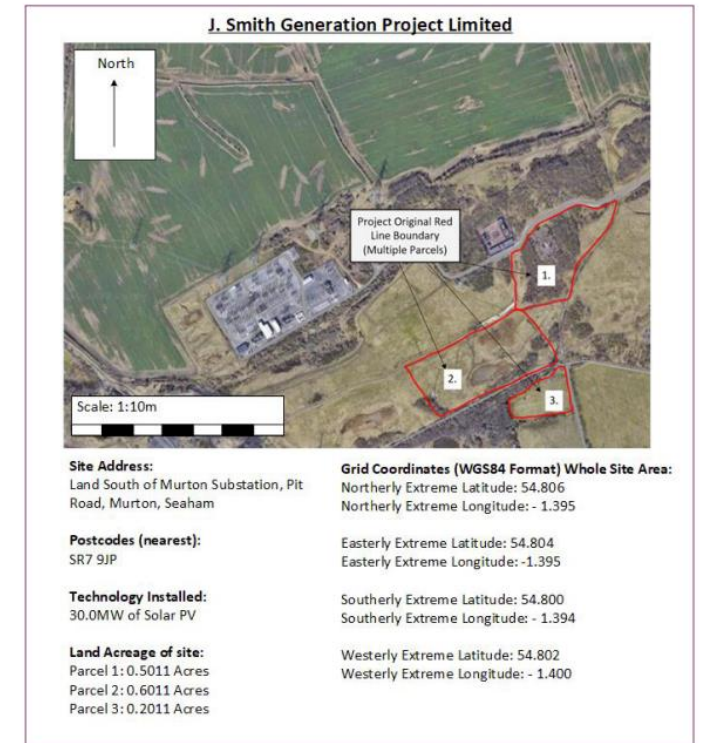 J. Smith Generation Project Limited
North
Project Original Red
Line Boundary
(Multiple Parcels)
1.
2.
3.
Scale: 1:10m
Site Address:
Land South of Murton Substation, Pit
Road, Murton, Seaham
Postcodes (nearest):
SR7 9JP
Technology Installed:
30.0MW of Solar PV
Land Acreage of site:
Parcel 1: 0.5011 Acres
Parcel 2: 0.6011 Acres
Parcel 3: 0.2011 Acres
Grid Coordinates (WGS84 Format) Whole Site Area:
Northerly Extreme Latitude: 54.806
Northerly Extreme Longitude: - 1.395
Easterly Extreme Latitude: 54.804
Easterly Extreme Longitude: -1.395
Southerly Extreme Latitude: 54.800
Southerly Extreme Longitude: - 1.394
Westerly Extreme Latitude: 54.802
Westerly Extreme Longitude: - 1.400